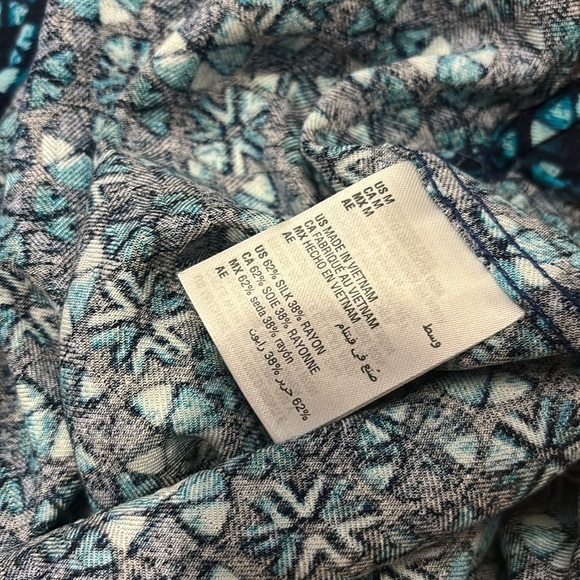 US M
CA M
MX M
AE وسط
US MADE IN VIETNAM
CA FABRIQUÉ AU VIETNAM
MX HECHO EN VIETNAM
AE صنع في فيتنام
US 62% SILK 38% RAYON
CA 62% SOIE 38% RAYONNE
MX 62% seda 38% rayón
AE 62% حرير 38% رايون